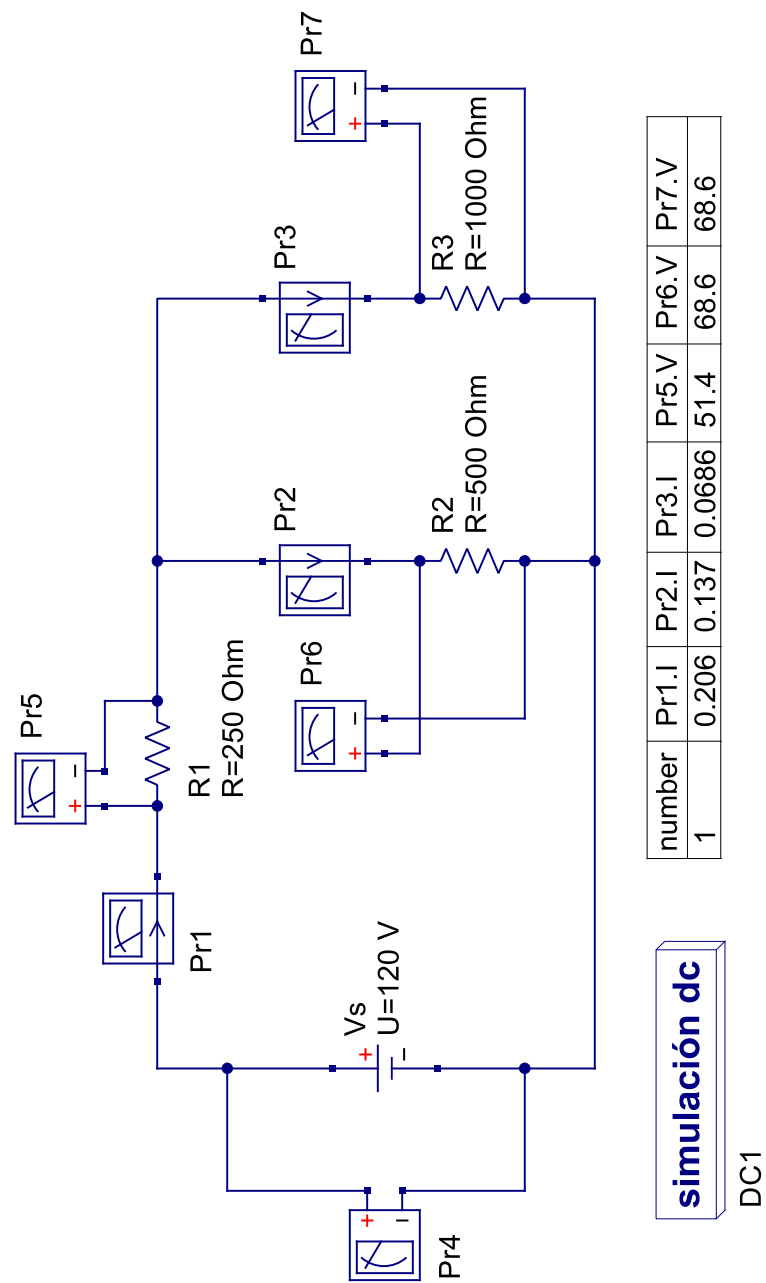 Pr5
+ −
Pr7
+ −
Pr1
R1
R=250 Ohm
Pr2
Pr3
Pr6
+ −
Vs
U=120 V
+
−
Pr4
+
−
R2
R=500 Ohm
R3
R=1000 Ohm
simulación dc
DC1
number Pr1.I Pr2.I Pr3.I Pr5.V Pr6.V Pr7.V
1 0.206 0.137 0.0686 51.4 68.6 68.6